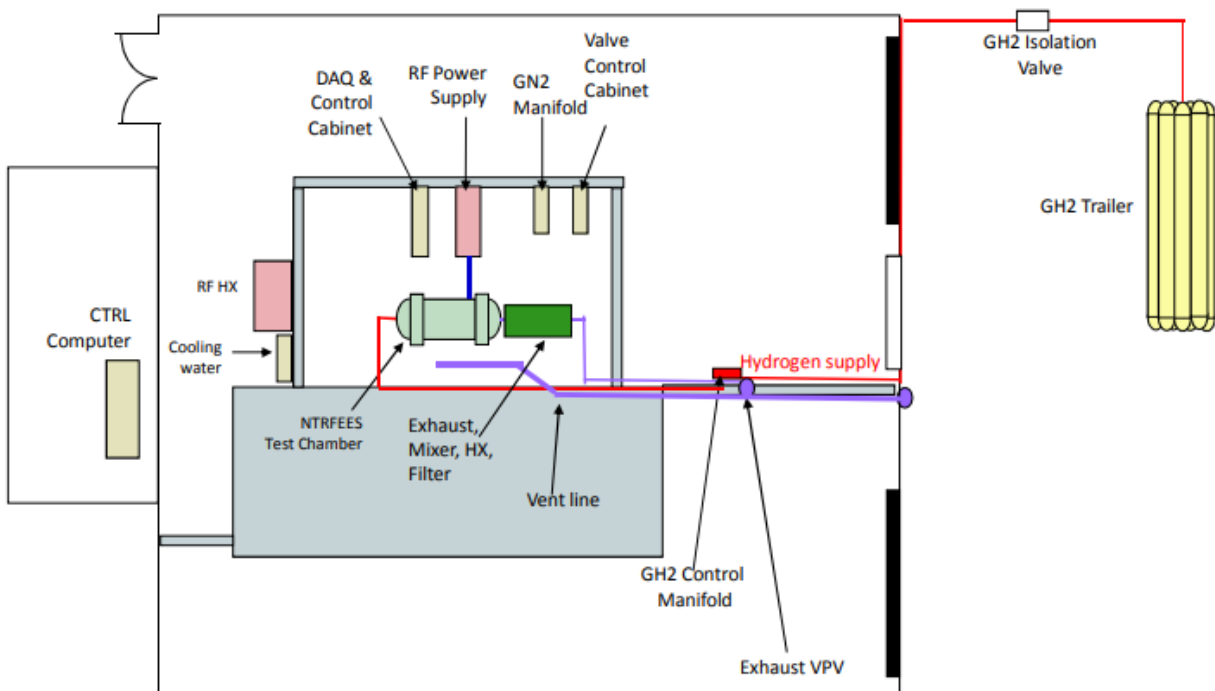 DAQ &
Control
Cabinet
RF Power
Supply
GN2
Manifold
Valve
Control
Cabinet
GH2 Isolation
Valve
GH2 Trailer
RF HX
CTRL
Computer
Cooling
water
Hydrogen supply
NTRFEES
Test Chamber
Exhaust,
Mixer, HX,
Filter
Vent line
GH2 Control
Manifold
Exhaust VPV